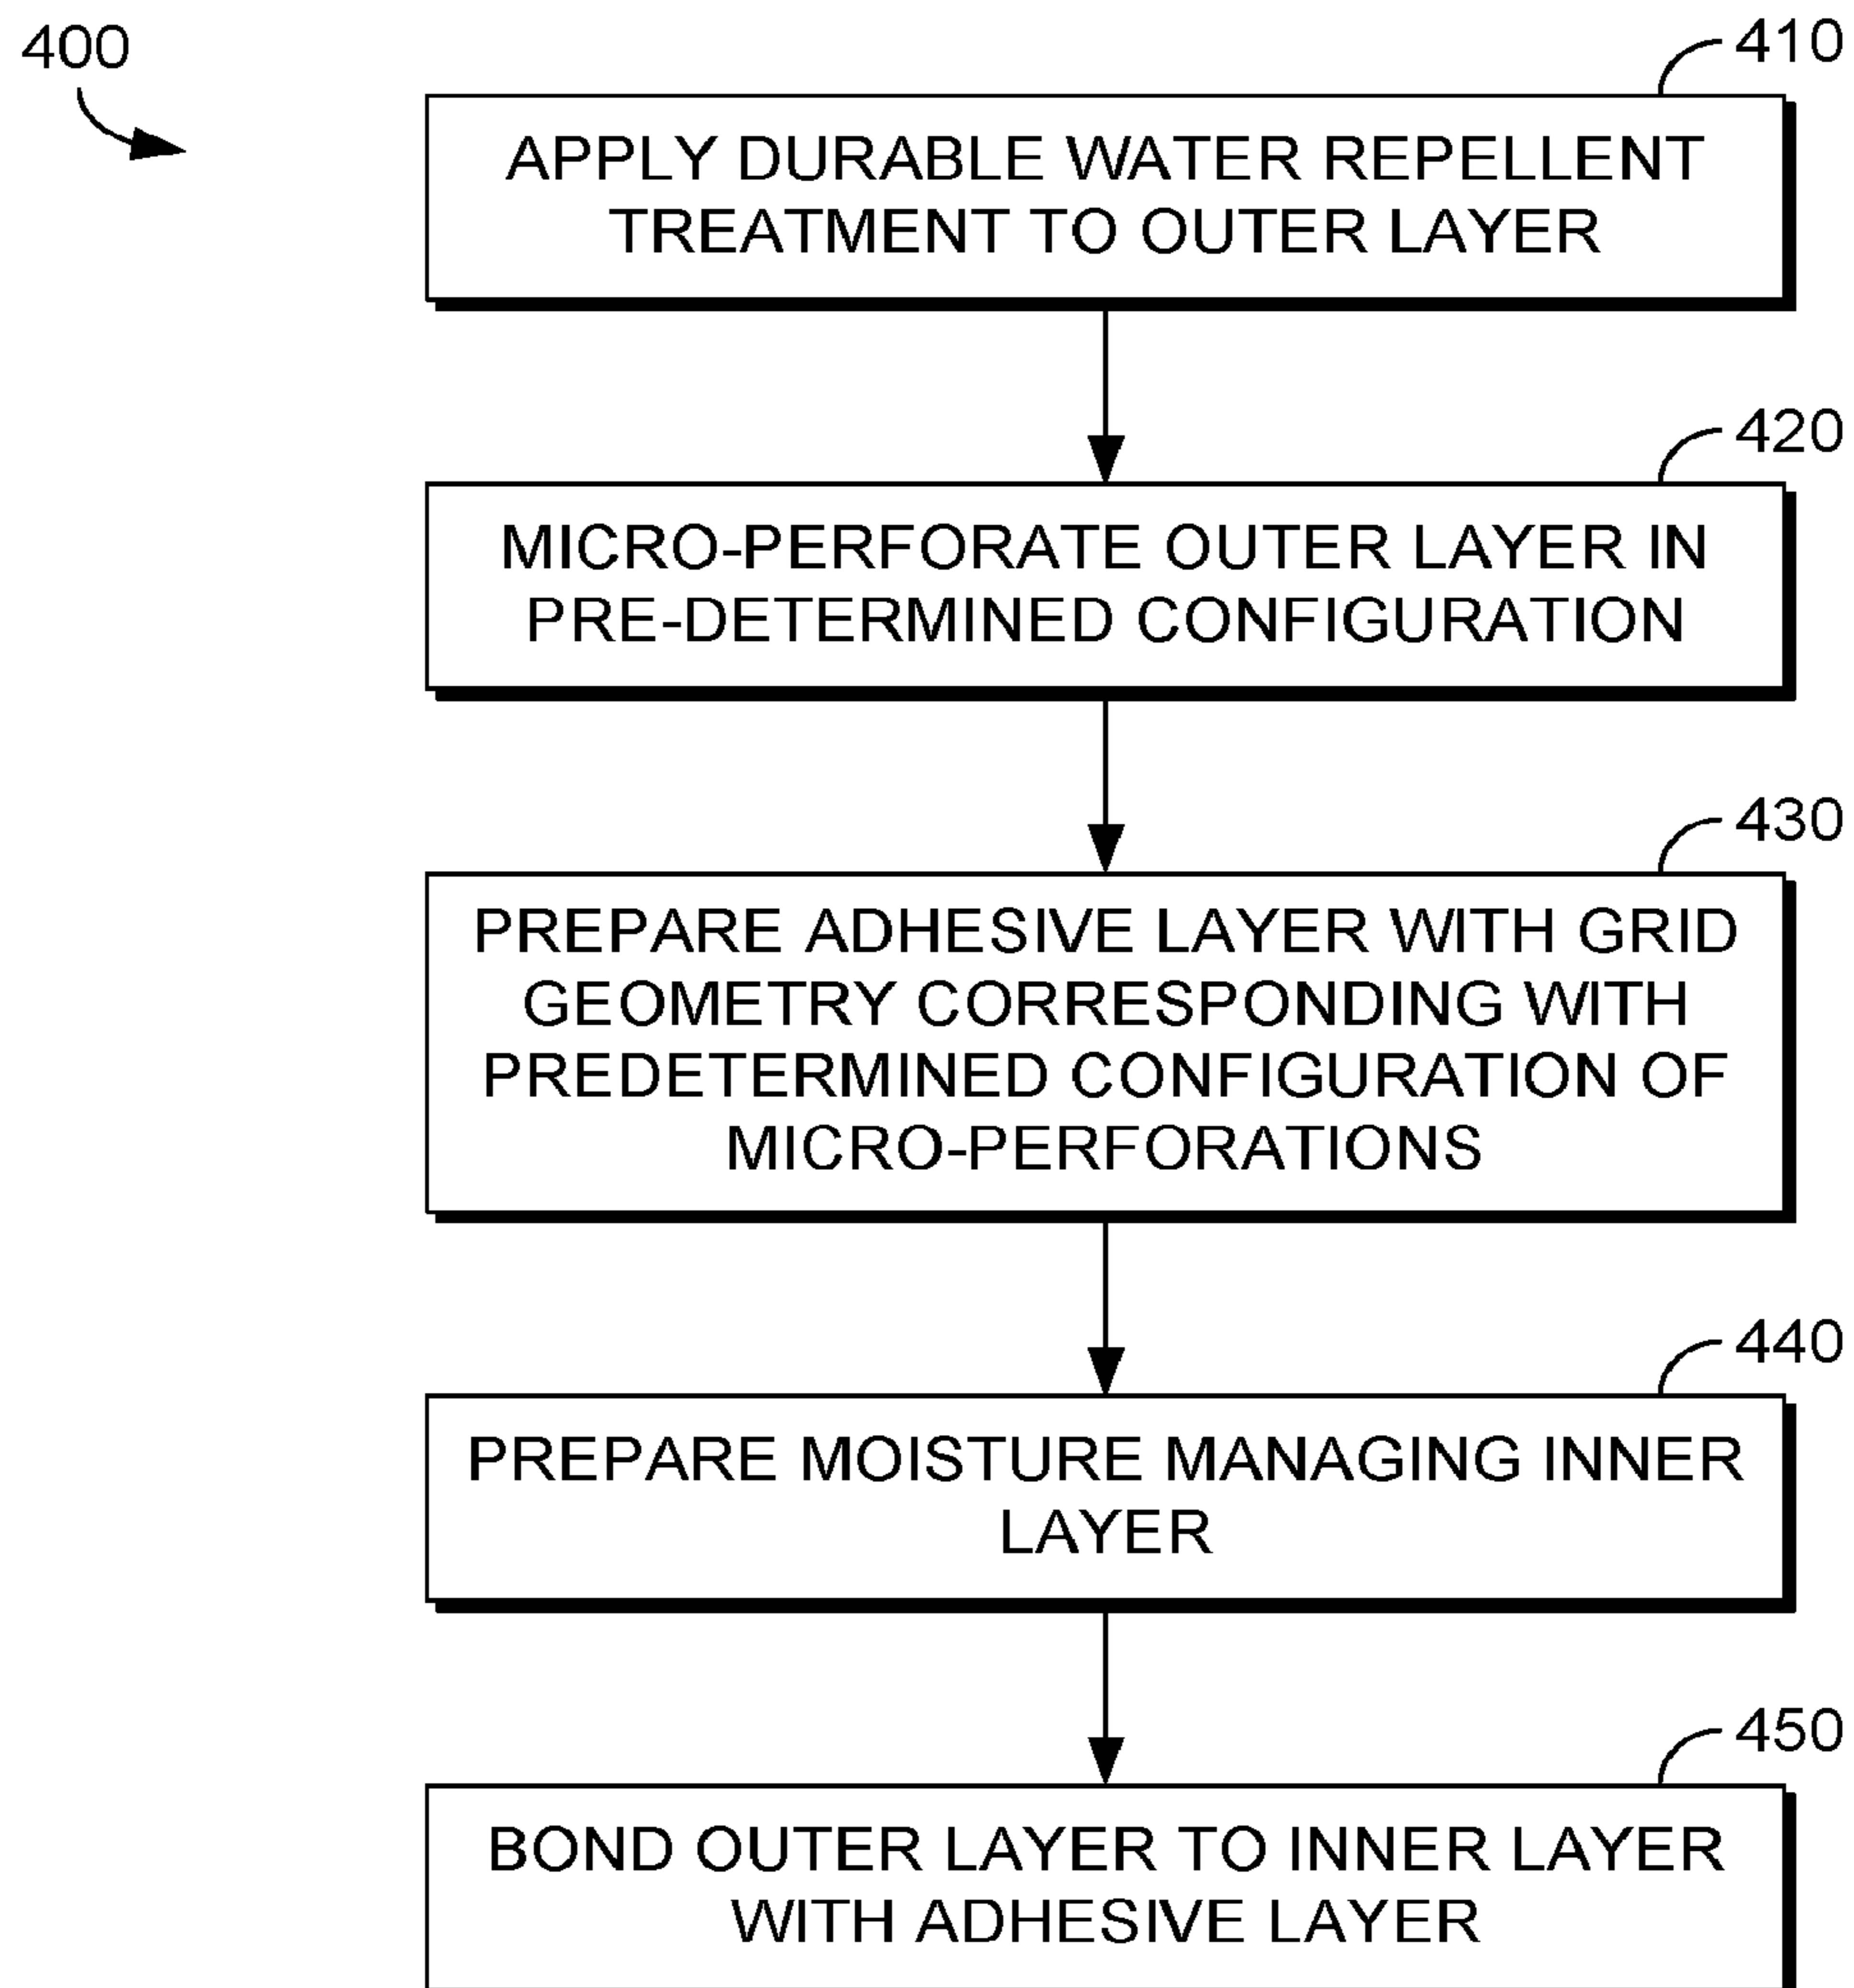 400
410
APPLY DURABLE WATER REPELLENT
TREATMENT TO OUTER LAYER
420
MICRO-PERFORATE OUTER LAYER IN
PRE-DETERMINED CONFIGURATION
430
PREPARE ADHESIVE LAYER WITH GRID
GEOMETRY CORRESPONDING WITH
PREDETERMINED CONFIGURATION OF
MICRO-PERFORATIONS
440
PREPARE MOISTURE MANAGING INNER
LAYER
450
BOND OUTER LAYER TO INNER LAYER
WITH ADHESIVE LAYER